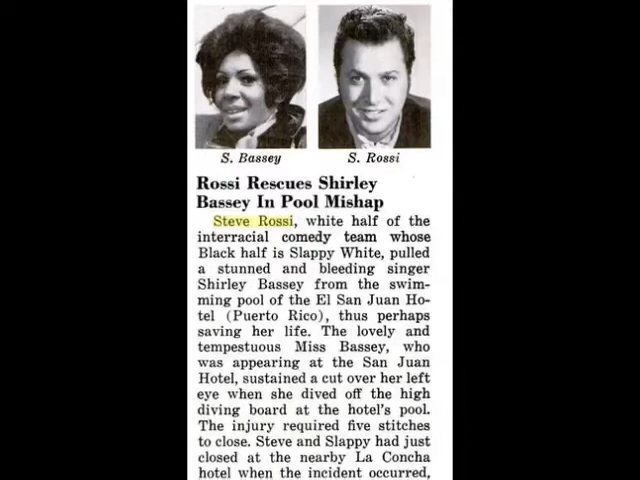 S. Bassey
S. Rossi
Rossi Rescues Shirley
Bassey In Pool Mishap
Steve Rossi, white half of the
interracial comedy team whose
Black half is Slappy White, pulled
a stunned and bleeding singer
Shirley Bassey from the swim-
ming pool of the El San Juan Ho-
tel (Puerto Rico), thus perhaps
saving her life. The lovely and
tempestuous Miss Bassey, who
was appearing at the San Juan
Hotel, sustained a cut over her left
eye when she dived off the high
diving board at the hotel's pool.
The injury required five stitches
to close. Steve and Slappy had just
closed at the nearby La Concha
hotel when the incident occurred,